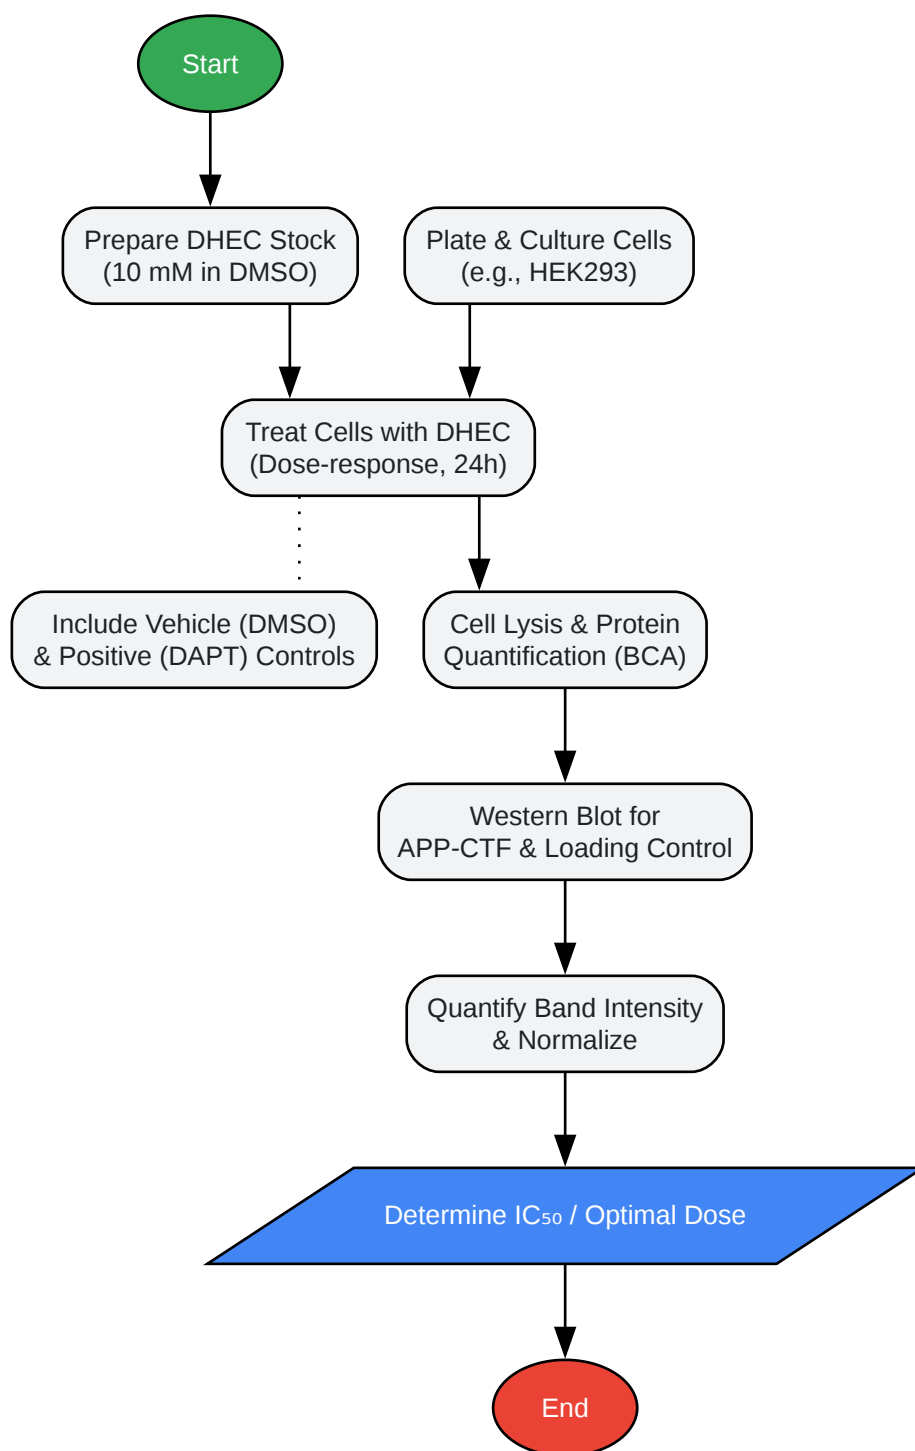 Start
Prepare DHEC Stock
(10 mM in DMSO)
Plate & Culture Cells
(e.g., HEK293)
Treat Cells with DHEC
(Dose-response, 24h)
Include Vehicle (DMSO)
& Positive (DAPT) Controls
Cell Lysis & Protein
Quantification (BCA)
Western Blot for
APP-CTF & Loading Control
Quantify Band Intensity
& Normalize
Determine IC₅₀ / Optimal Dose
End